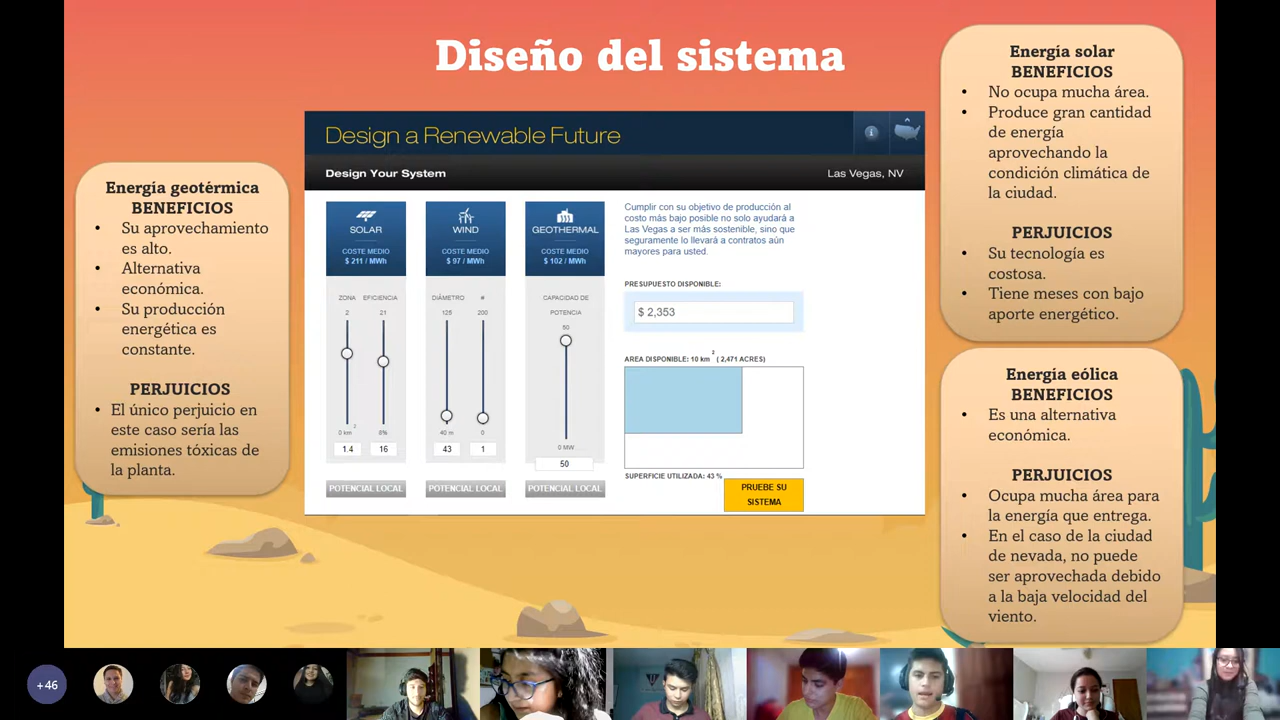 Diseño del sistema
Energía geotérmica
BENEFICIOS
• Su aprovechamiento
es alto.
• Alternativa
económica.
• Su producción
energética es
constante.
PERJUICIOS
• El único perjuicio en
este caso sería las
emisiones tóxicas de
la planta.
Design a Renewable Future
Design Your System
Las Vegas, NV
SOLAR
COSTE MEDIO
$ 211 / MWh
ZONA EFICIENCIA
2 21
0 km 2 8%
1.4 16
POTENCIAL LOCAL
WIND
COSTE MEDIO
$ 97 / MWh
DIÁMETRO #
125 200
40 m 0
43 1
POTENCIAL LOCAL
GEOTHERMAL
COSTE MEDIO
$ 102 / MWh
CAPACIDAD DE
POTENCIA
50
0 MW
50
POTENCIAL LOCAL
Cumplir con su objetivo de producción al
costo más bajo posible no solo ayudará a
Las Vegas a ser más sostenible, sino que
seguramente lo llevará a contratos aún
mayores para usted.
PRESUPUESTO DISPONIBLE:
$ 2,353
AREA DISPONIBLE: 10 km 2 ( 2,471 ACRES)
SUPERFICIE UTILIZADA: 43 %
PRUEBE SU
SISTEMA
Energía solar
BENEFICIOS
• No ocupa mucha área.
• Produce gran cantidad
de energía
aprovechando la
condición climática de
la ciudad.
PERJUICIOS
• Su tecnología es
costosa.
• Tiene meses con bajo
aporte energético.
Energía eólica
BENEFICIOS
• Es una alternativa
económica.
PERJUICIOS
• Ocupa mucha área para
la energía que entrega.
• En el caso de la ciudad
de nevada, no puede
ser aprovechada debido
a la baja velocidad del
viento.
+46